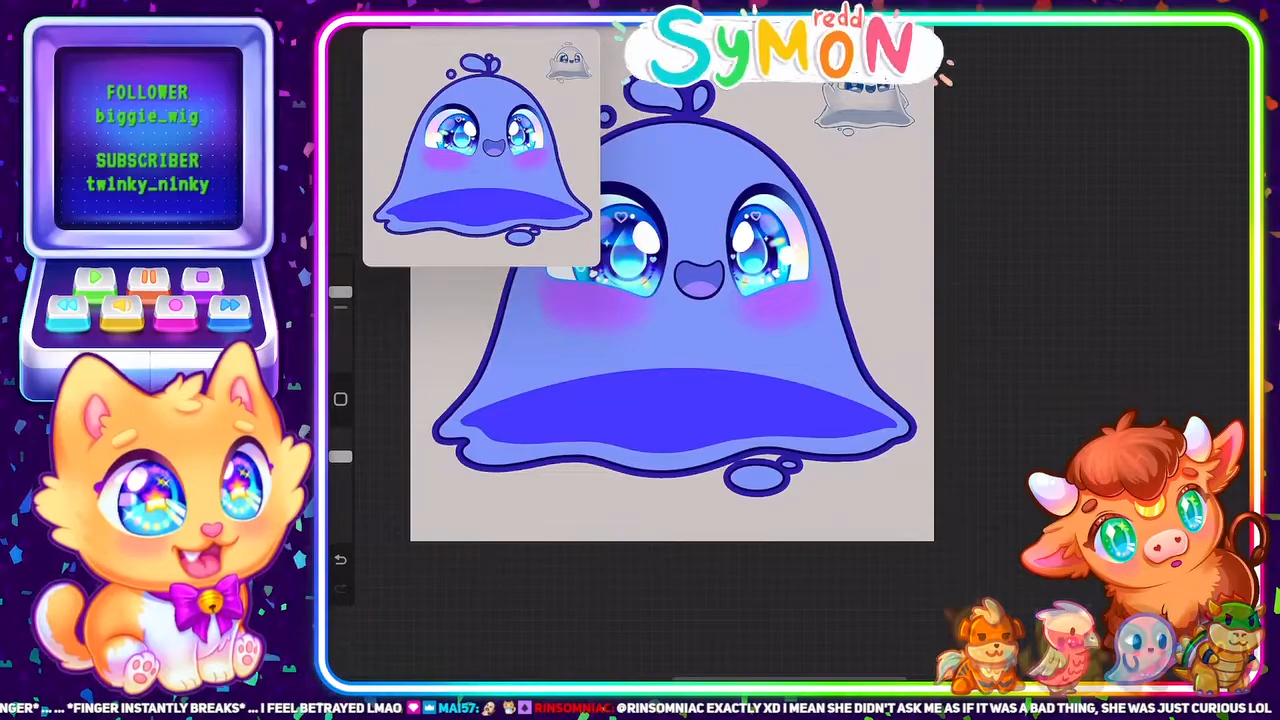 redd
SyMON
FOLLOWER
biggie_wig
SUBSCRIBER
tw1nky_n1nky
NGER* ... ... *FINGER INSTANTLY BREAKS* ... I FEEL BETRAYED LMAO MAI57: RINSOMNIAC: @RINSOMNIAC EXACTLY XD I MEAN SHE DIDN'T ASK ME AS IF IT WAS A BAD THING, SHE WAS JUST CURIOUS LOL